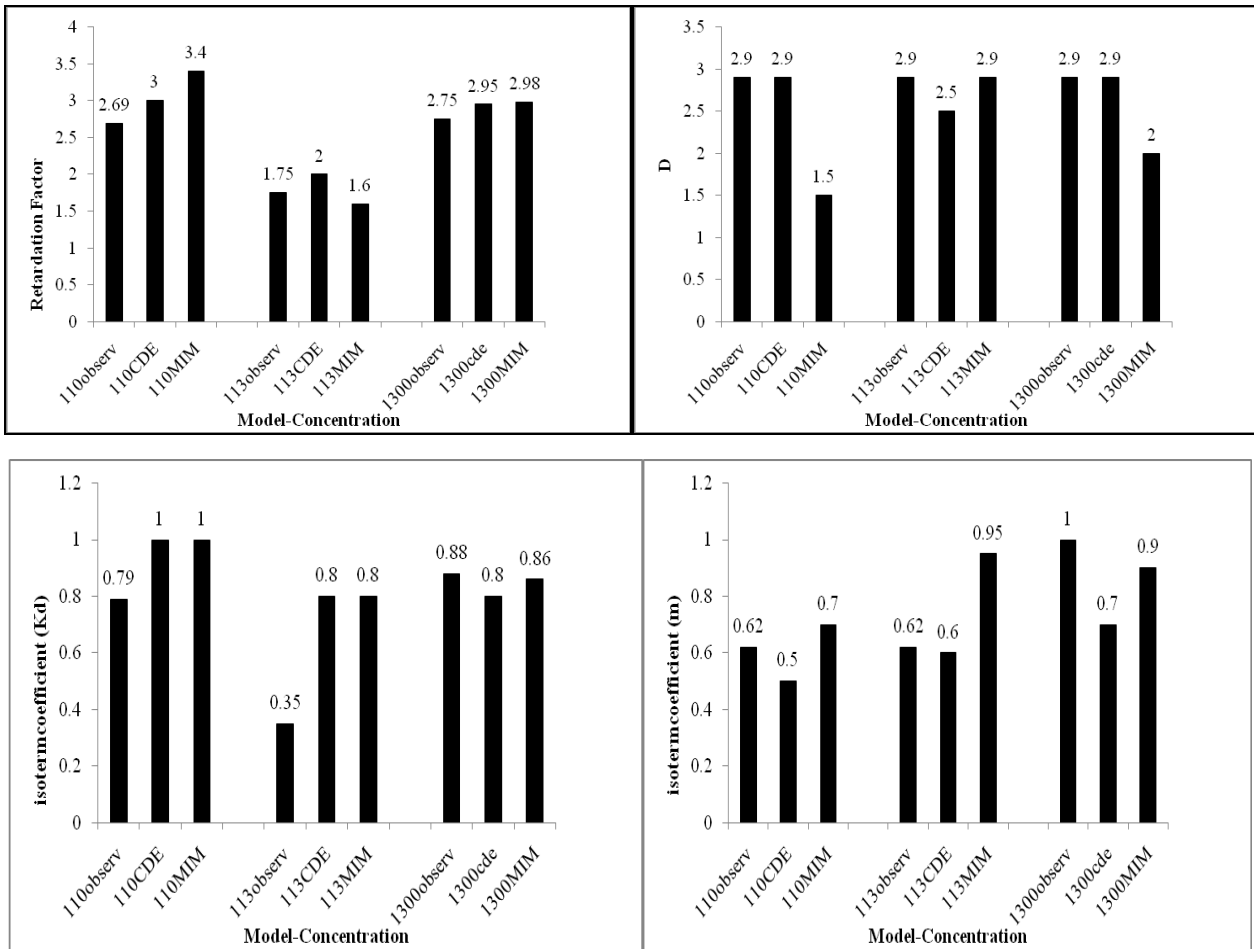 4
3.5
3
2.5
2
1.5
1
0.5
0
Retardation Factor
2.69
3
3.4
1.75
2
1.6
2.75
2.95
2.98
110observ
110CDE
110MIM
113observ
113CDE
113MIM
1300observ
1300cde
1300MIM
Model-Concentration
3.5
3
2.5
2
1.5
1
0.5
0
D
2.9
2.9
1.5
2.9
2.5
2.9
2.9
2.9
2
110observ
110CDE
110MIM
113observ
113CDE
113MIM
1300observ
1300cde
1300MIM
Model-Concentration
1.2
1
0.8
0.6
0.4
0.2
0
isotermcoefficient (Kd)
0.79
1
1
0.35
0.8
0.8
0.88
0.8
0.86
110observ
110CDE
110MIM
113observ
113CDE
113MIM
1300observ
1300cde
1300MIM
Model-Concentration
1.2
1
0.8
0.6
0.4
0.2
0
isotermcoefficient (m)
0.62
0.5
0.7
0.62
0.6
0.95
1
0.7
0.9
110observ
110CDE
110MIM
113observ
113CDE
113MIM
1300observ
1300cde
1300MIM
Model-Concentration